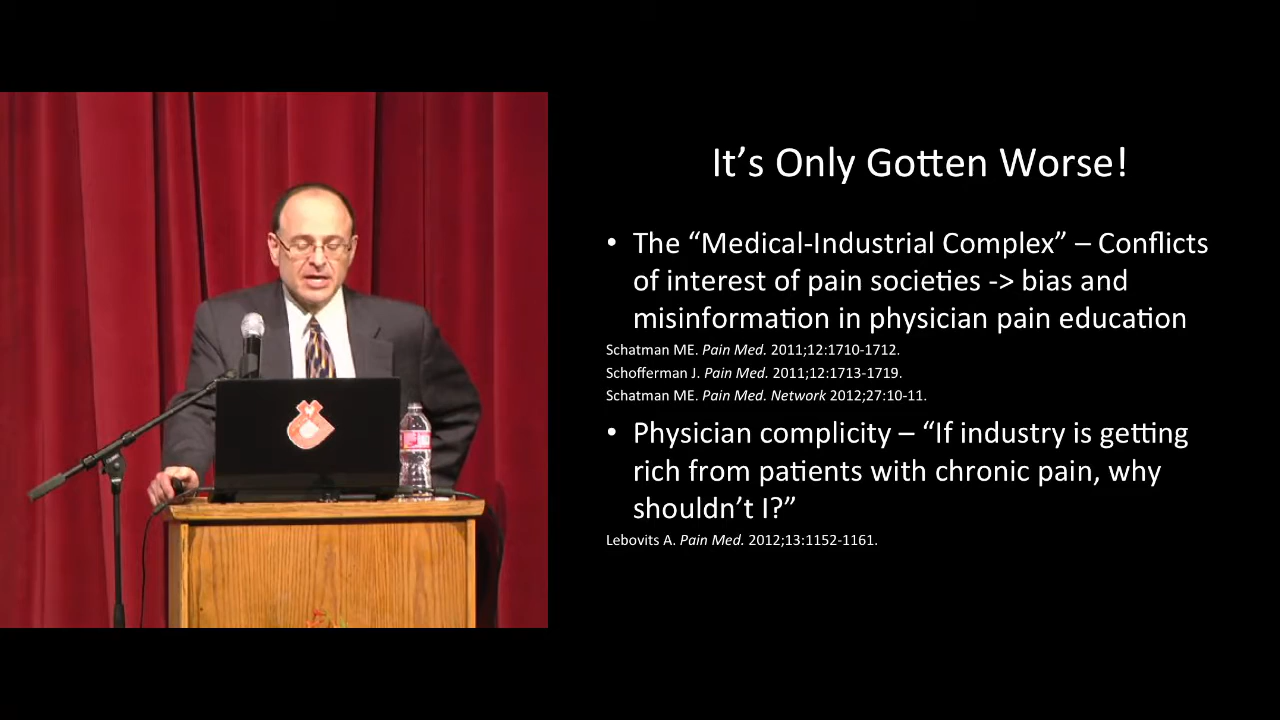 It’s Only Gotten Worse!
• The “Medical-Industrial Complex” – Conflicts
of interest of pain societies -> bias and
misinformation in physician pain education
Schatman ME. Pain Med. 2011;12:1710-1712.
Schofferman J. Pain Med. 2011;12:1713-1719.
Schatman ME. Pain Med. Network 2012;27:10-11.
• Physician complicity – “If industry is getting
rich from patients with chronic pain, why
shouldn’t I?”
Lebovits A. Pain Med. 2012;13:1152-1161.